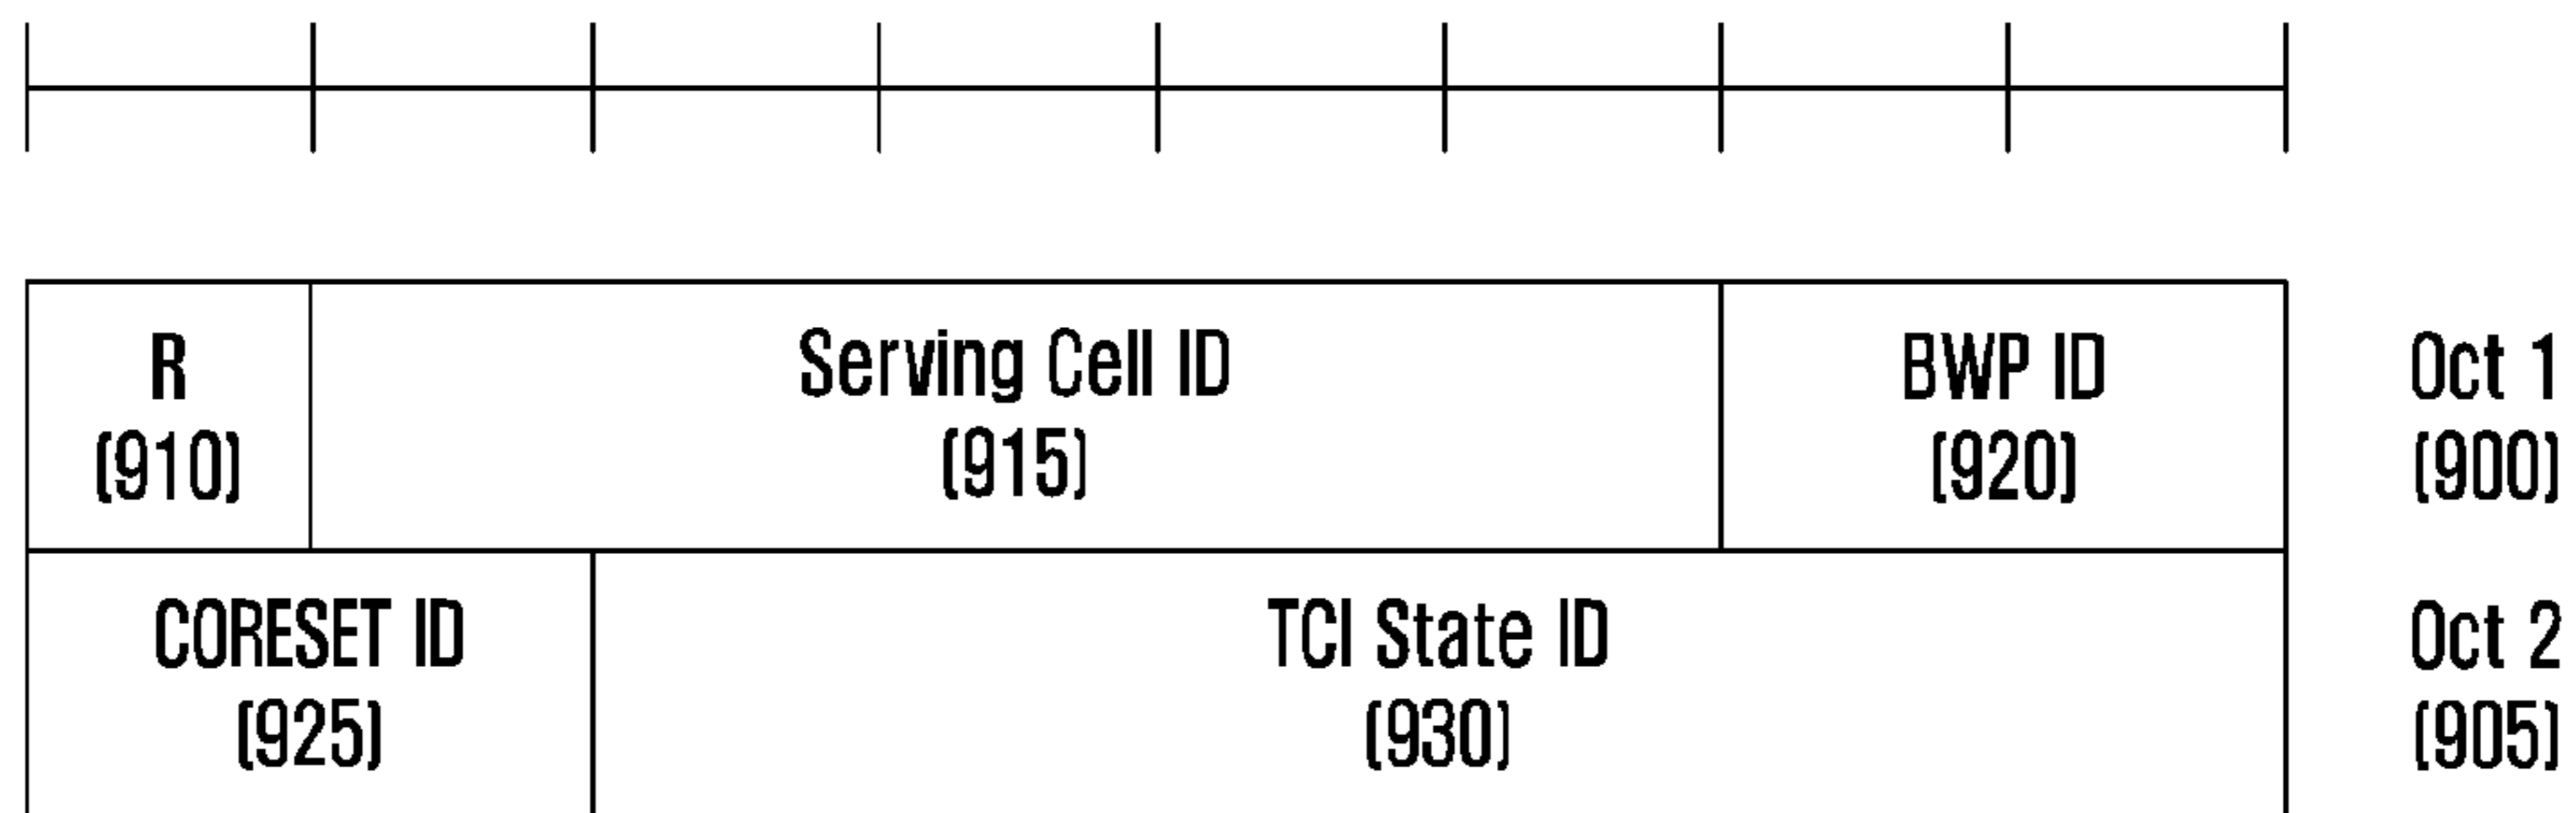 R
(910)
Serving Cell ID
(915)
BWP ID
(920)
Oct 1
(900)
CORESET ID
(925)
TCI State ID
(930)
Oct 2
(905)